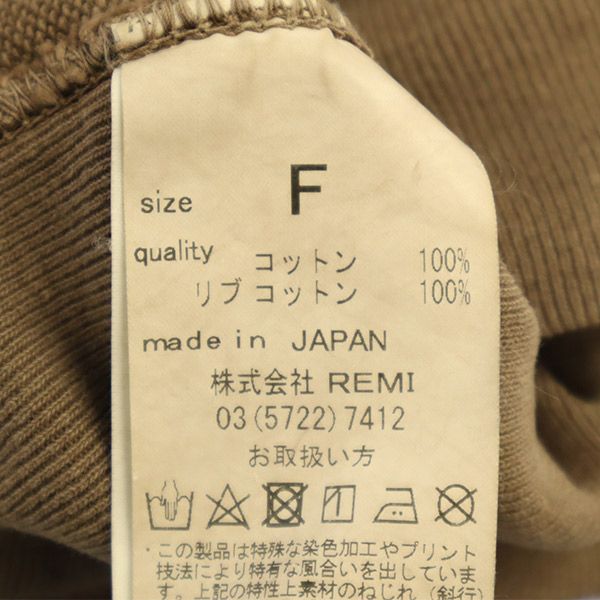 size F
quality コットン 100%
リブコットン 100%
made in JAPAN
株式会社 REMI
03(5722)7412
お取扱い方
この製品は特殊な染色加工やプリント
技法により特有な風合いを出していま
す。上記の特性上素材のねじれ(斜行)